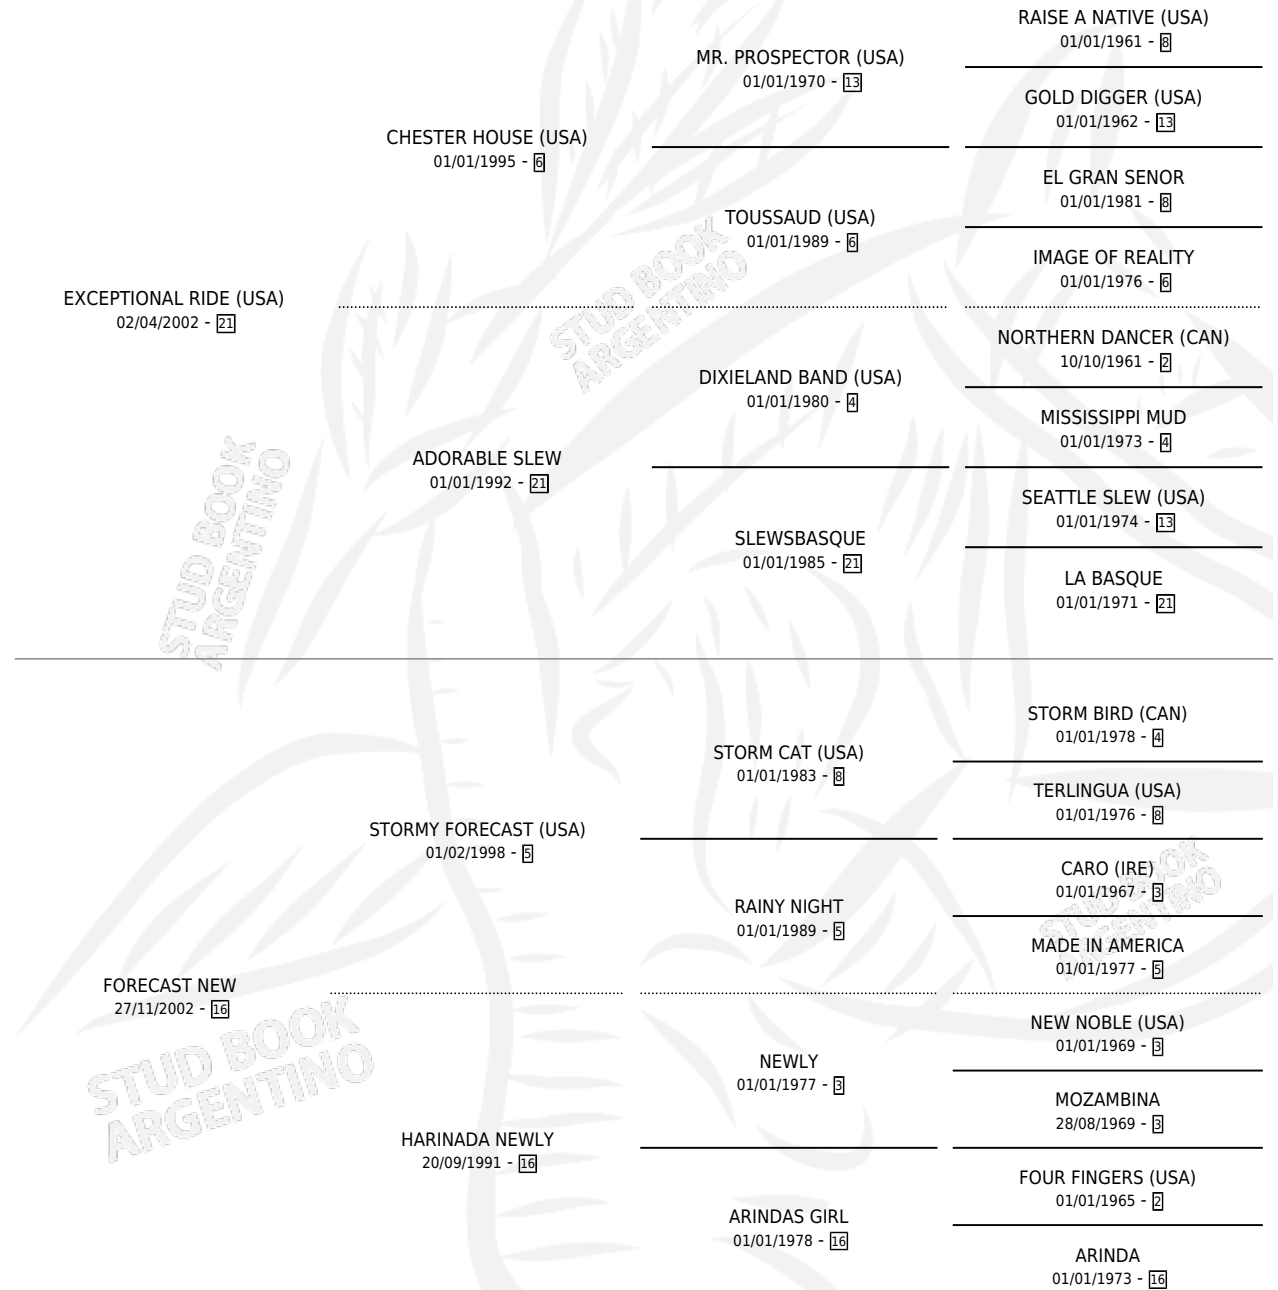 RAISE A NATIVE (USA)
01/01/1961 - 8
MR. PROSPECTOR (USA)
01/01/1970 - 13
GOLD DIGGER (USA)
01/01/1962 - 13
CHESTER HOUSE (USA)
01/01/1995 - 6
EL GRAN SENOR
01/01/1981 - 8
TOUSSAUD (USA)
01/01/1989 - 6
IMAGE OF REALITY
01/01/1976 - 6
EXCEPTIONAL RIDE (USA)
02/04/2002 - 21
STUD BOOK
ARGENTINO
NORTHERN DANCER (CAN)
10/10/1961 - 2
DIXIELAND BAND (USA)
01/01/1980 - 4
MISSISSIPPI MUD
01/01/1973 - 4
ADORABLE SLEW
01/01/1992 - 21
SEATTLE SLEW (USA)
01/01/1974 - 13
SLEWSBASQUE
01/01/1985 - 21
LA BASQUE
01/01/1971 - 21
STUD BOOK
ARGENTINO
STORM BIRD (CAN)
01/01/1978 - 4
STORM CAT (USA)
01/01/1983 - 8
TERLINGUA (USA)
01/01/1976 - 8
STORMY FORECAST (USA)
01/02/1998 - 5
CARO (IRE)
01/01/1967 - 3
RAINY NIGHT
01/01/1989 - 5
STUD BOOK
ARGENTINO
MADE IN AMERICA
01/01/1977 - 5
FORECAST NEW
27/11/2002 - 16
NEW NOBLE (USA)
01/01/1969 - 3
STUD BOOK
ARGENTINO
NEWLY
01/01/1977 - 3
MOZAMBINA
28/08/1969 - 3
HARINADA NEWLY
20/09/1991 - 16
FOUR FINGERS (USA)
01/01/1965 - 2
ARINDAS GIRL
01/01/1978 - 16
ARINDA
01/01/1973 - 16